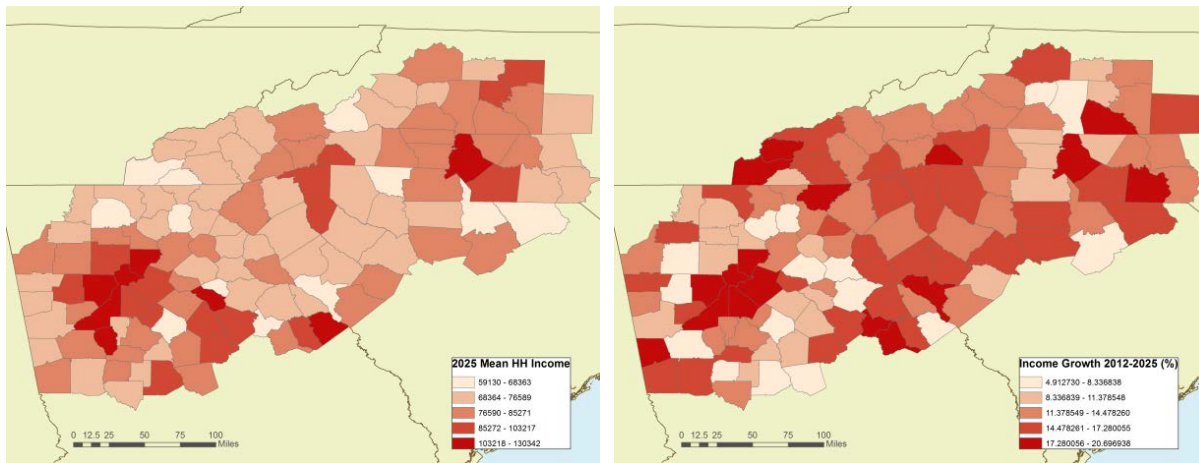 2025 Mean HH Income
59130 - 68363
68364 - 76589
76590 - 85271
85272 - 103217
103218 - 130342
0 12.5 25 50 75 100
Miles
Income Growth 2012-2025 (%)
4.912730 - 8.336838
8.336839 - 11.378548
11.378549 - 14.478260
14.478261 - 17.280055
17.280056 - 20.696938
0 12.5 25 50 75 100
Miles